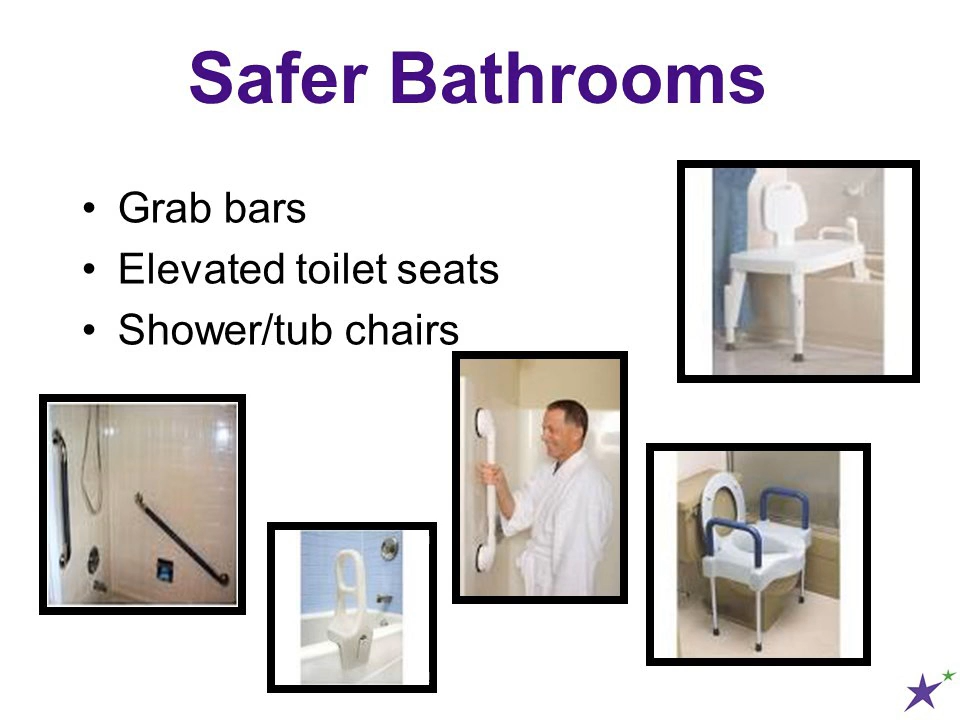 Safer Bathrooms
• Grab bars
• Elevated toilet seats
• Shower/tub chairs